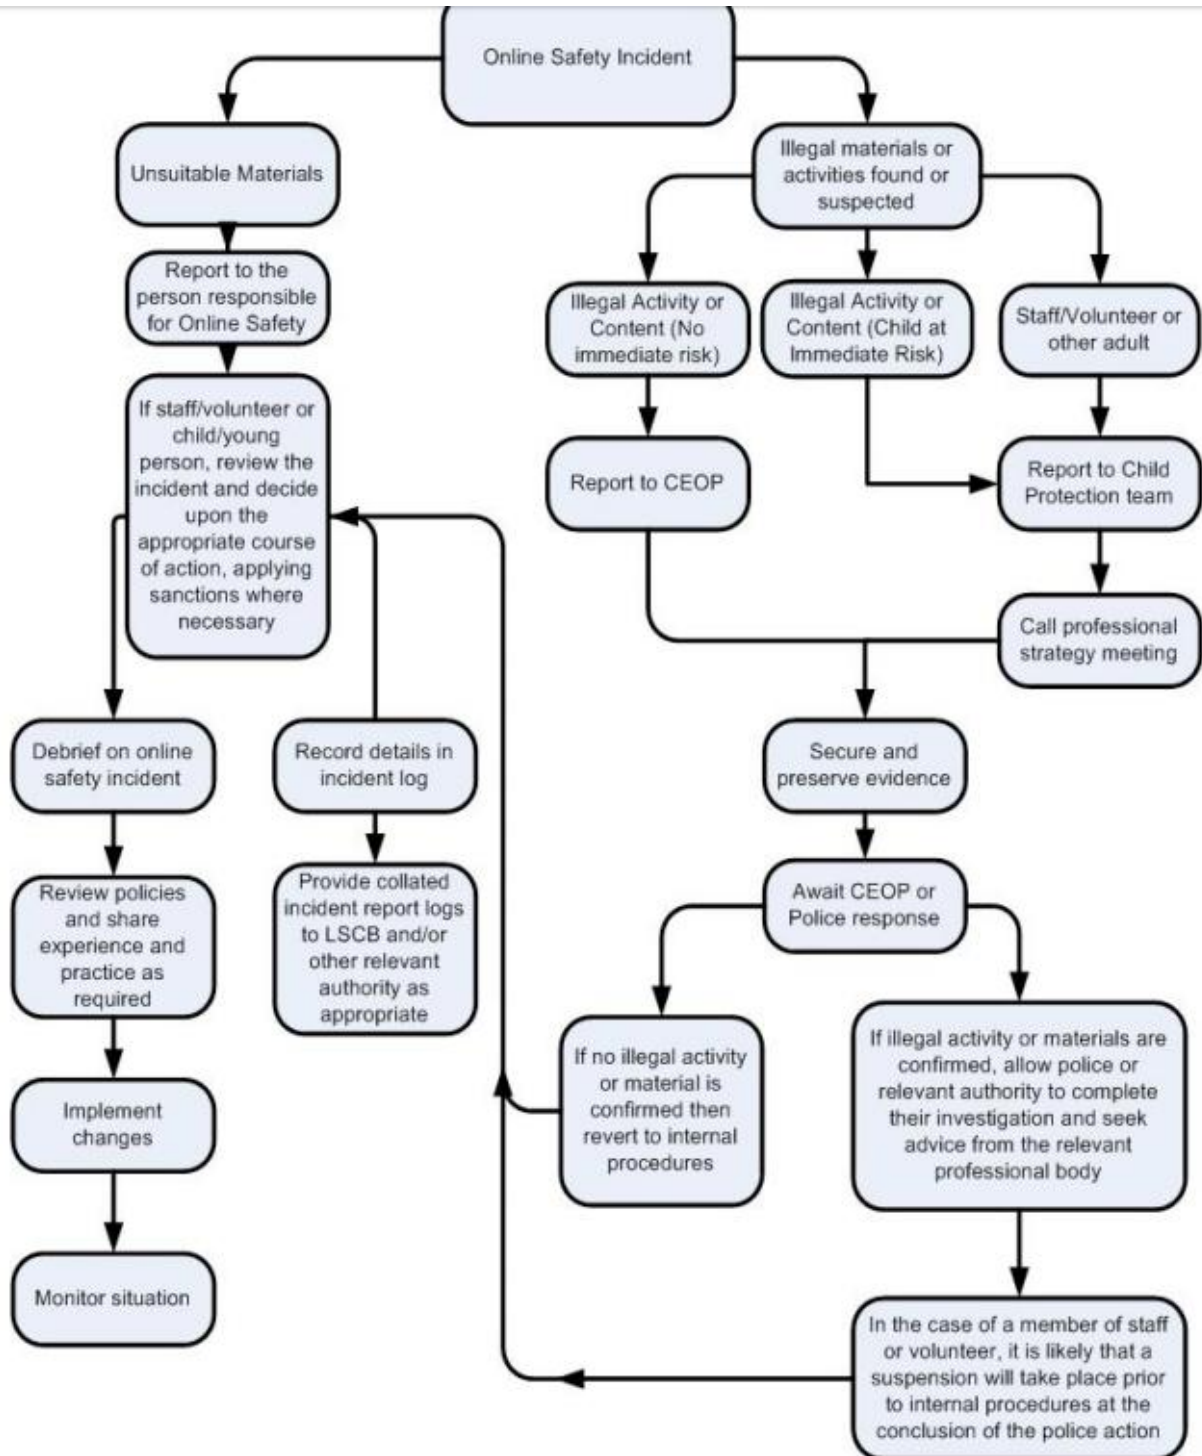 Online Safety Incident
Unsuitable Materials
Report to the
person responsible
for Online Safety
If staff/volunteer or
child/young
person, review the
incident and decide
upon the
appropriate course
of action, applying
sanctions where
necessary
Debrief on online
safety incident
Review policies
and share
experience and
practice as
required
Implement
changes
Monitor situation
Record details in
incident log
Provide collated
incident report logs
to LSCB and/or
other relevant
authority as
appropriate
Illegal materials or
activities found or
suspected
Illegal Activity or
Content (No
immediate risk)
Illegal Activity or
Content (Child at
Immediate Risk)
Staff/Volunteer or
other adult
Report to CEOP
Report to Child
Protection team
Call professional
strategy meeting
Secure and
preserve evidence
Await CEOP or
Police response
If no illegal activity
or material is
confirmed then
revert to internal
procedures
If illegal activity or materials are
confirmed, allow police or
relevant authority to complete
their investigation and seek
advice from the relevant
professional body
In the case of a member of staff
or volunteer, it is likely that a
suspension will take place prior
to internal procedures at the
conclusion of the police action